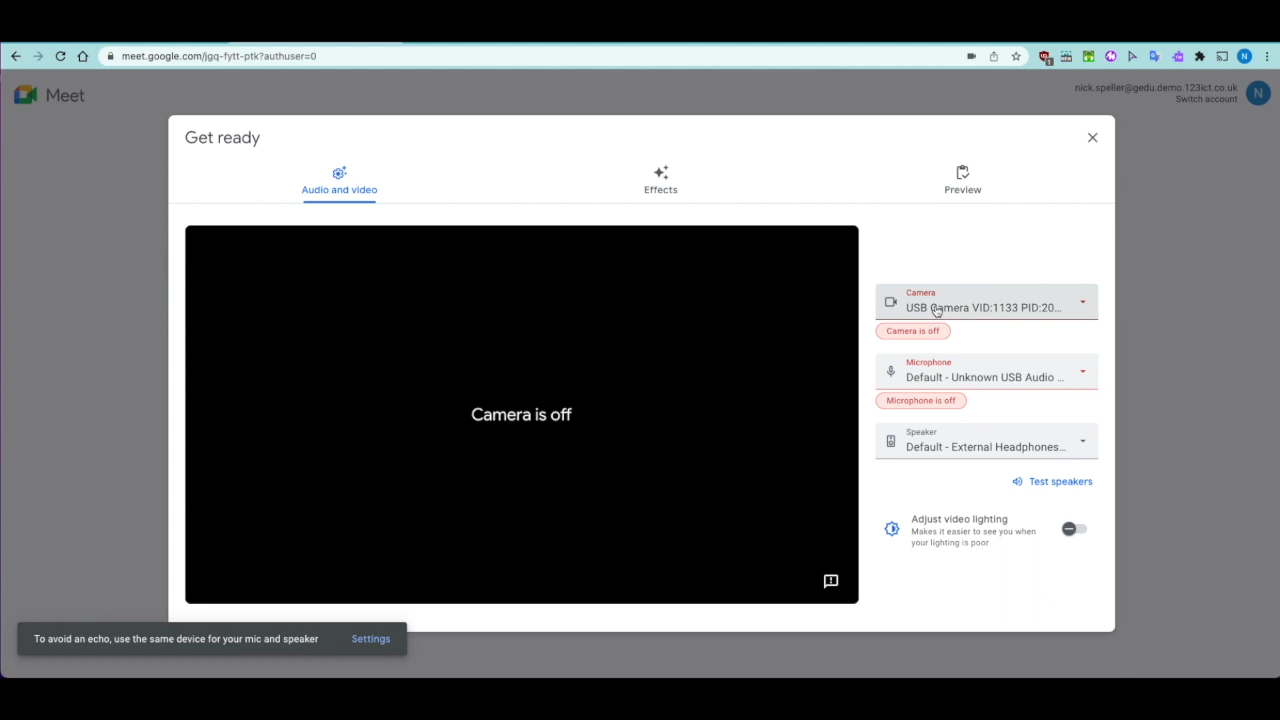 meet.google.com/jgq-fytt-ptk?authuser=0
1
N
Meet
nick.speller@gedu.demo.123ict.co.uk
Switch account
N
Get ready
Audio and video
Effects
Preview
Camera is off
Camera
USB Camera VID:1133 PID:20...
Camera is off
Microphone
Default - Unknown USB Audio ...
Microphone is off
Speaker
Default - External Headphones...
Test speakers
Adjust video lighting
Makes it easier to see you when
your lighting is poor
To avoid an echo, use the same device for your mic and speaker
Settings